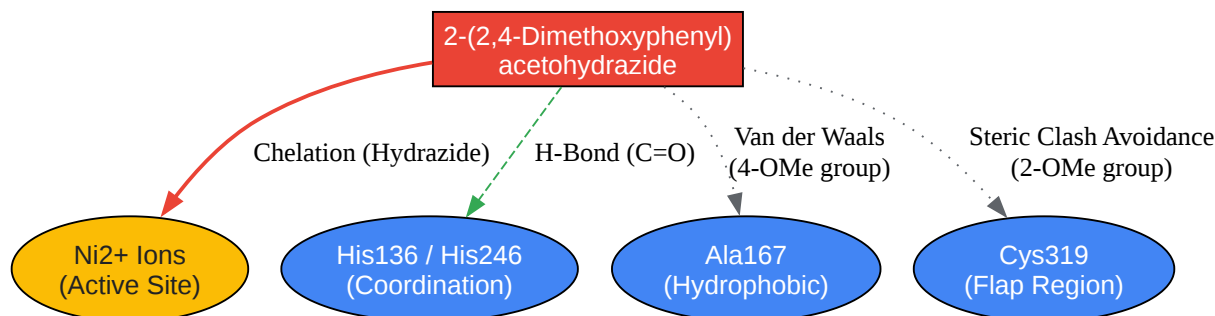 2-(2,4-Dimethoxyphenyl)
acetohydrazide
Chelation (Hydrazide)
H-Bond (C=O)
Van der Waals
(4-OMe group)
Steric Clash Avoidance
(2-OMe group)
Ni2+ Ions
(Active Site)
His136 / His246
(Coordination)
Ala167
(Hydrophobic)
Cys319
(Flap Region)